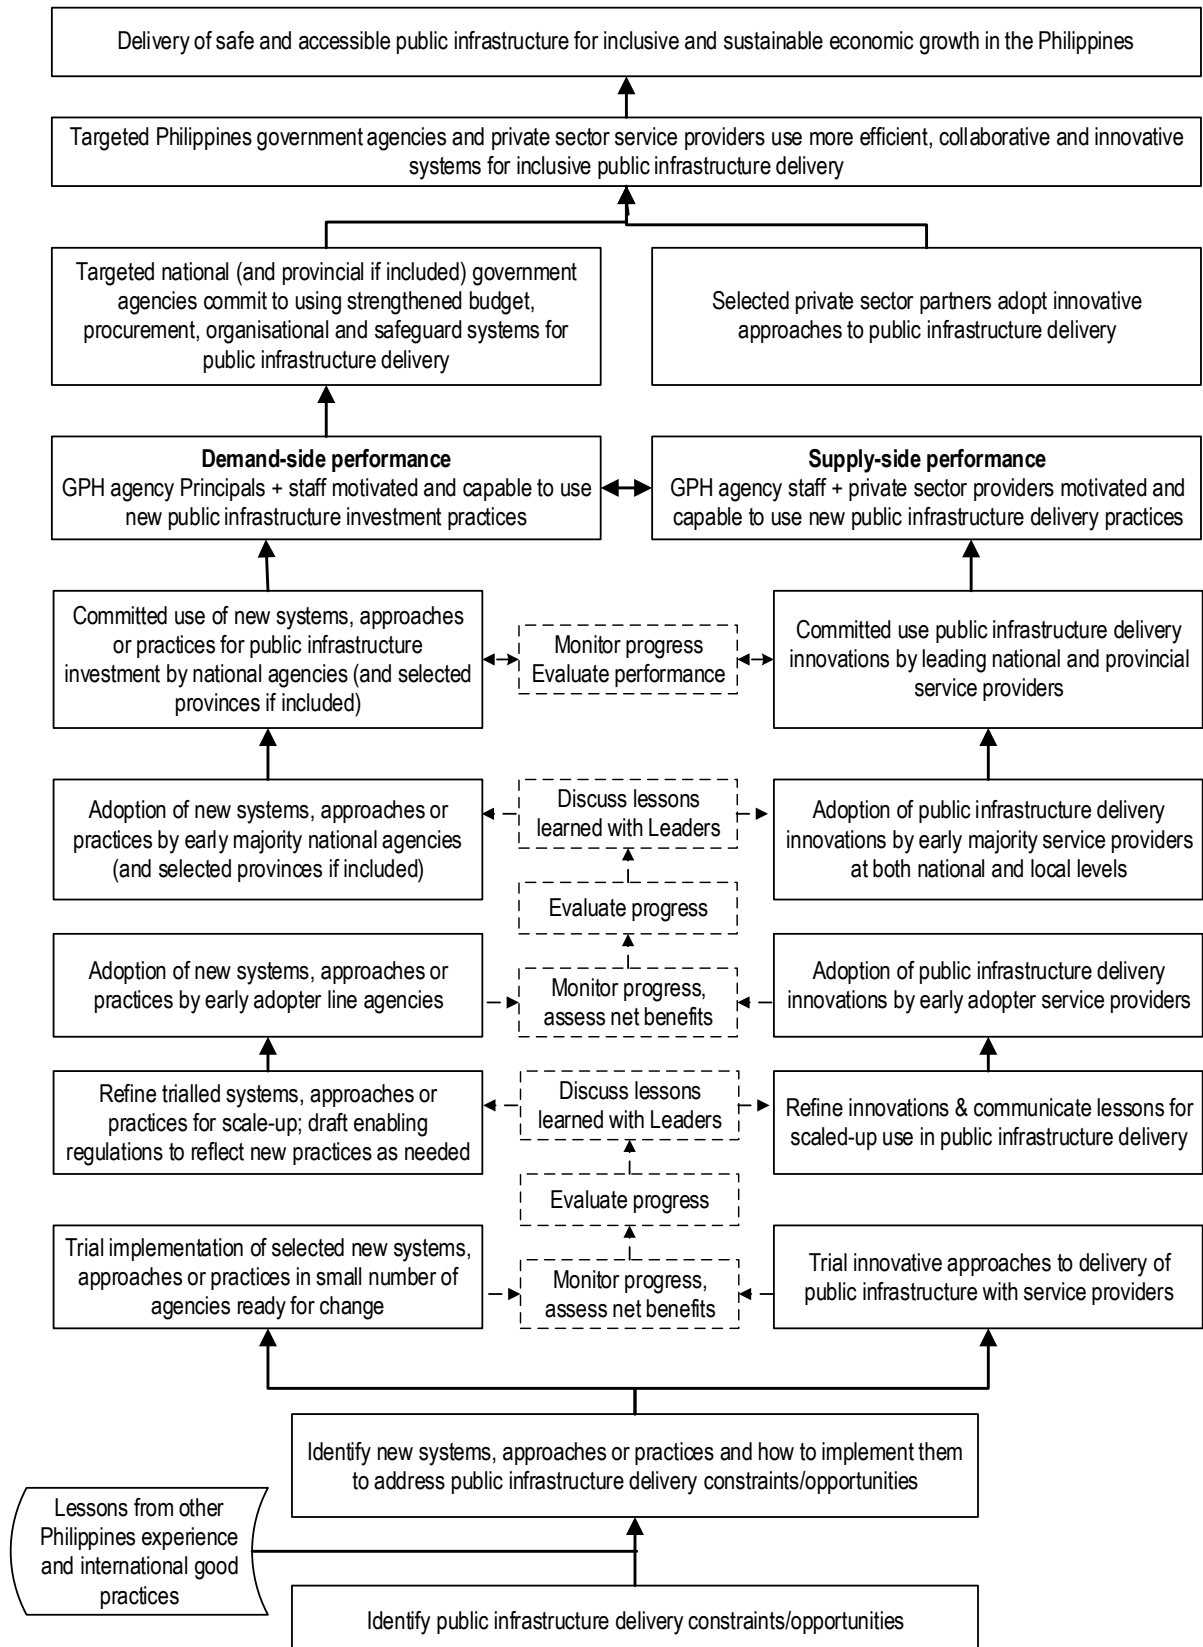 Delivery of safe and accessible public infrastructure for inclusive and sustainable economic growth in the Philippines
Targeted Philippines government agencies and private sector service providers use more efficient, collaborative and innovative
systems for inclusive public infrastructure delivery
Targeted national (and provincial if included) government
agencies commit to using strengthened budget,
procurement, organisational and safeguard systems for
public infrastructure delivery
Selected private sector partners adopt innovative
approaches to public infrastructure delivery
Demand-side performance
GPH agency Principals + staff motivated and capable to use
new public infrastructure investment practices
Supply-side performance
GPH agency staff + private sector providers motivated and
capable to use new public infrastructure delivery practices
Committed use of new systems, approaches
or practices for public infrastructure
investment by national agencies (and selected
provinces if included)
Monitor progress
Evaluate performance
Committed use public infrastructure delivery
innovations by leading national and provincial
service providers
Adoption of new systems, approaches or
practices by early majority national agencies
(and selected provinces if included)
Discuss lessons
learned with Leaders
Adoption of public infrastructure delivery
innovations by early majority service providers
at both national and local levels
Evaluate progress
Adoption of new systems, approaches or
practices by early adopter line agencies
Monitor progress,
assess net benefits
Adoption of public infrastructure delivery
innovations by early adopter service providers
Refine trialled systems, approaches or
practices for scale-up; draft enabling
regulations to reflect new practices as needed
Discuss lessons
learned with Leaders
Refine innovations & communicate lessons for
scaled-up use in public infrastructure delivery
Evaluate progress
Trial implementation of selected new systems,
approaches or practices in small number of
agencies ready for change
Monitor progress,
assess net benefits
Trial innovative approaches to delivery of
public infrastructure with service providers
Identify new systems, approaches or practices and how to implement them
to address public infrastructure delivery constraints/opportunities
Lessons from other
Philippines experience
and international good
practices
Identify public infrastructure delivery constraints/opportunities